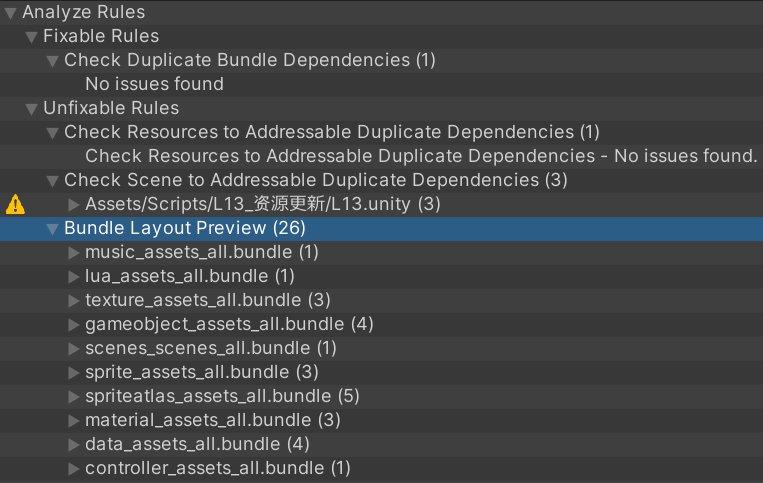 Analyze Rules
Fixable Rules
Check Duplicate Bundle Dependencies (1)
No issues found
Unfixable Rules
Check Resources to Addressable Duplicate Dependencies (1)
Check Resources to Addressable Duplicate Dependencies - No issues found.
Check Scene to Addressable Duplicate Dependencies (3)
Assets/Scripts/L13_资源更新/L13.unity (3)
Bundle Layout Preview (26)
music_assets_all.bundle (1)
lua_assets_all.bundle (1)
texture_assets_all.bundle (3)
gameobject_assets_all.bundle (4)
scenes_scenes_all.bundle (1)
sprite_assets_all.bundle (3)
spriteatlas_assets_all.bundle (5)
material_assets_all.bundle (3)
data_assets_all.bundle (4)
controller_assets_all.bundle (1)